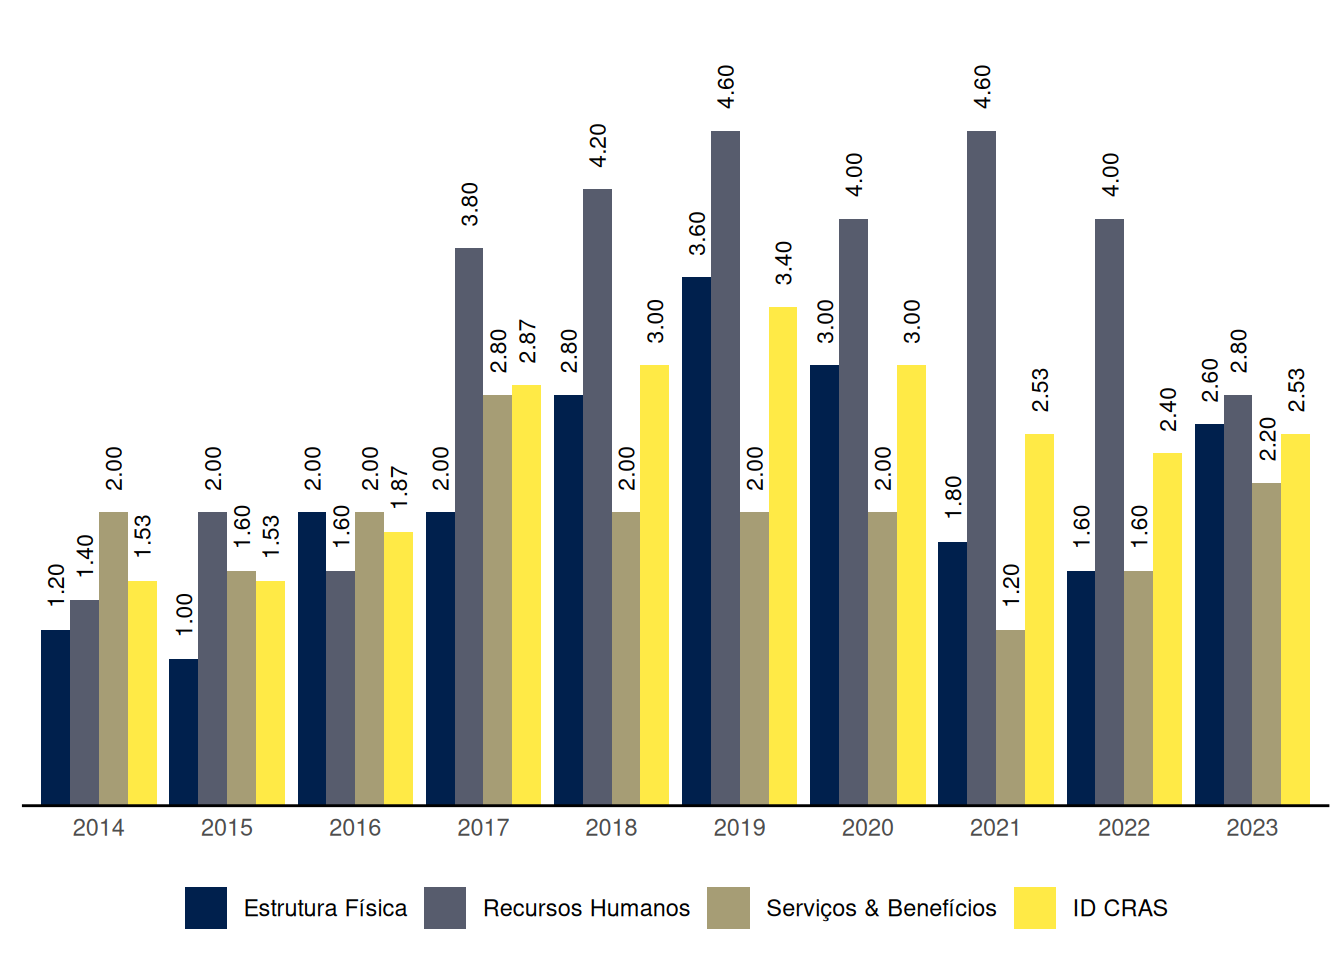 1.20 1.40 2.00 1.53
1.00 2.00 1.60 1.53
2.00 1.60 2.00 1.87
2.00 3.80 2.80 2.87
2.80 4.20 2.00 3.00
3.60 4.60 2.00 3.40
3.00 4.00 2.00 3.00
1.80 4.60 1.20 2.53
1.60 4.00 1.60 2.40
2.60 2.80 2.20 2.53
2014 2015 2016 2017 2018 2019 2020 2021 2022 2023
Estrutura Física Recursos Humanos Serviços & Benefícios ID CRAS